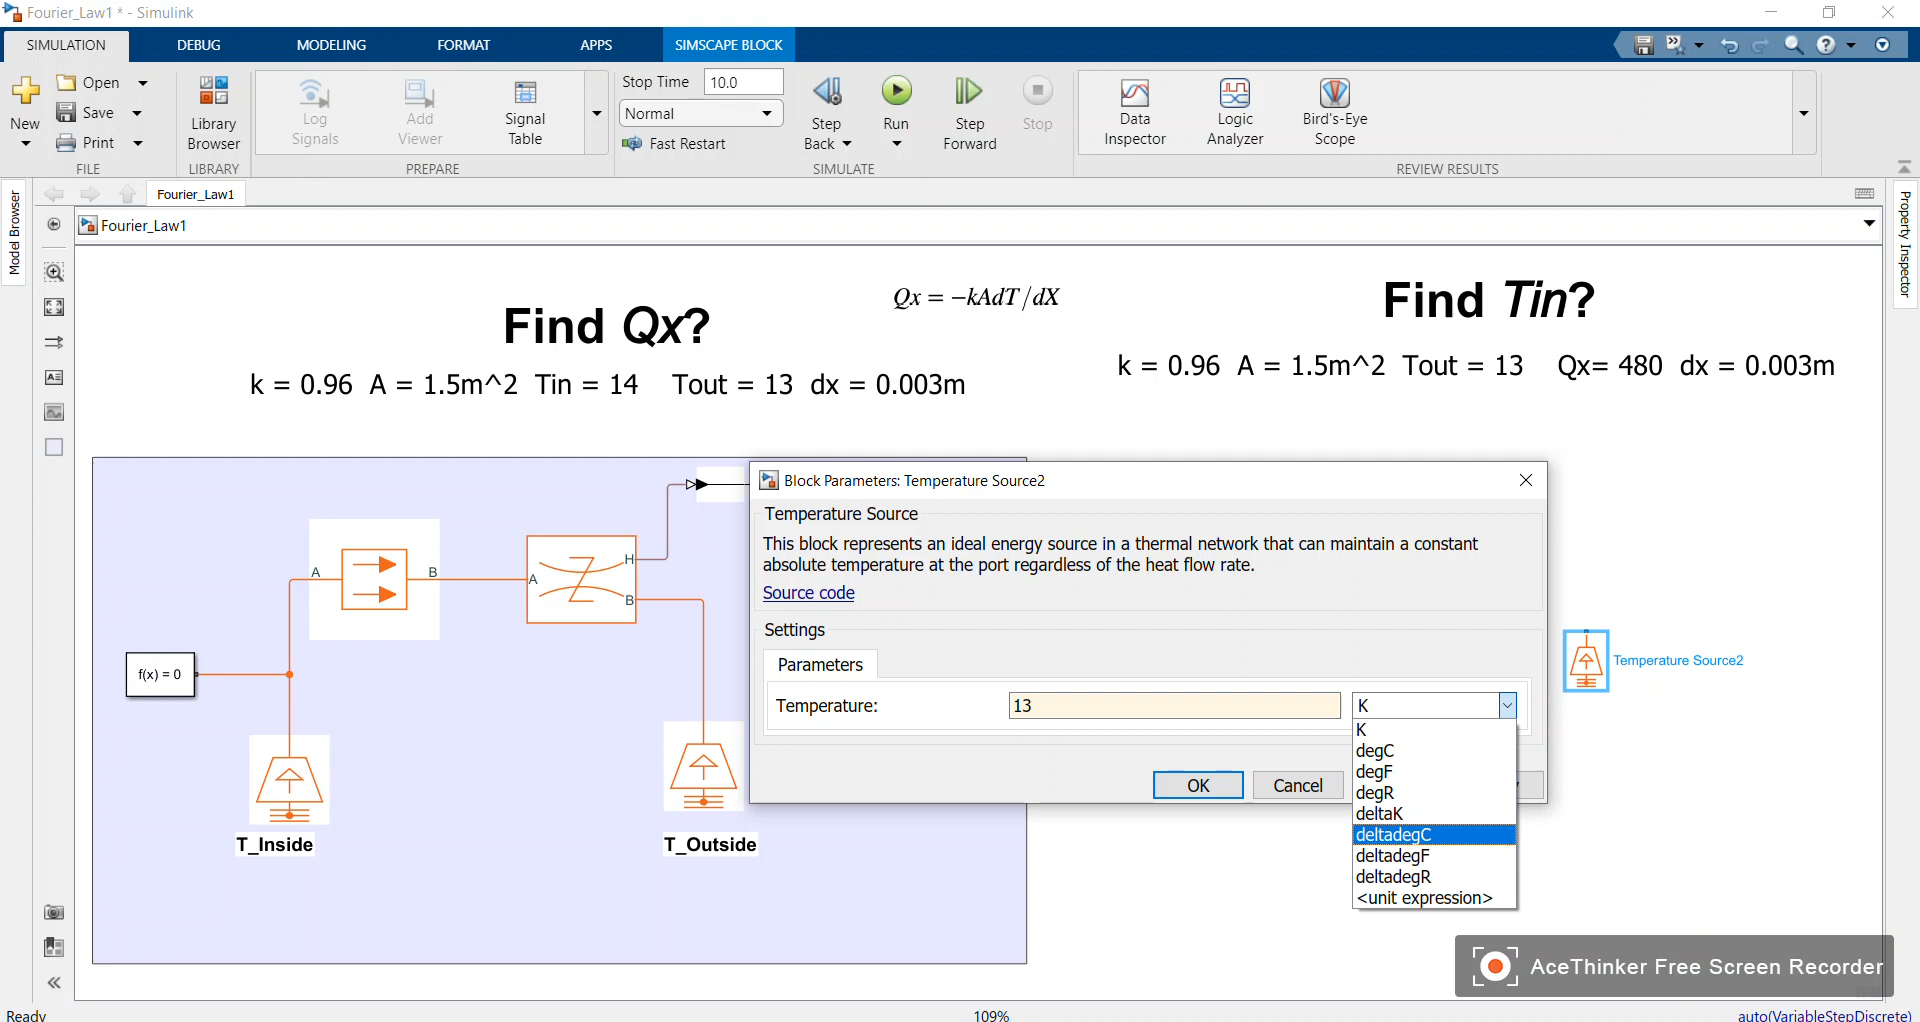 Fourier_Law1 * - Simulink
SIMULATION
DEBUG
MODELING
FORMAT
APPS
SIMSCAPE BLOCK
New
Open
Save
Print
FILE
Library
Browser
LIBRARY
Log
Signals
Add
Viewer
Signal
Table
PREPARE
Stop Time 10.0
Normal
Fast Restart
Step
Back
Run
Step
Forward
Stop
SIMULATE
Data
Inspector
Logic
Analyzer
Bird's-Eye
Scope
REVIEW RESULTS
Model Browser
Fourier_Law1
Fourier_Law1
Property Inspector
Find Qx?
k = 0.96 A = 1.5m^2 Tin = 14 Tout = 13 dx = 0.003m
Qx = −kAdT/dX
Find Tin?
k = 0.96 A = 1.5m^2 Tout = 13 Qx= 480 dx = 0.003m
A
B
A
H
B
f(x) = 0
T_Inside
T_Outside
Block Parameters: Temperature Source2
Temperature Source
This block represents an ideal energy source in a thermal network that can maintain a constant
absolute temperature at the port regardless of the heat flow rate.
Source code
Settings
Parameters
Temperature: 13 K
K
degC
degF
degR
deltaK
deltadegC
deltadegF
deltadegR
<unit expression>
OK
Cancel
Temperature Source2
AceThinker Free Screen Recorder
Ready
109%
auto(VariableStepDiscrete)